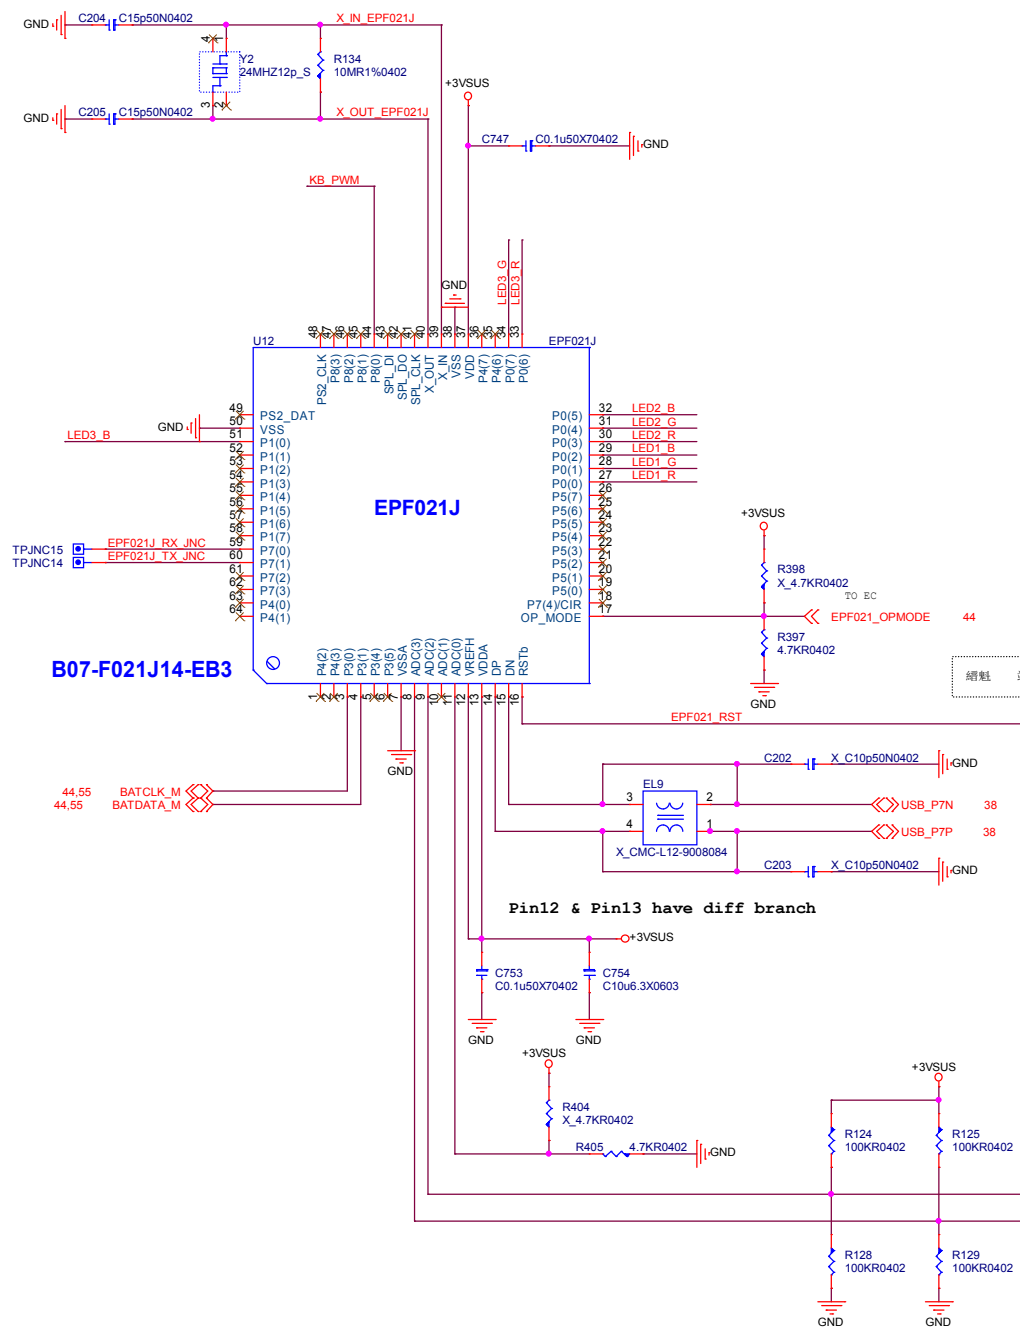 GND
C204
C15p50N0402
X_IN_EPF021J
4
1
Y2
24MHZ12p_S
R134
10MR1%0402
3
2
GND
C205
C15p50N0402
X_OUT_EPF021J
+3VSUS
C747
C0.1u50X70402
GND
KB_PWM
LED3_G
LED3_R
GND
48
47
46
45
44
43
42
41
40
39
38
37
36
35
34
33
U12
EPF021J
PS2_CLK
P8(3)
P8(2)
P8(1)
P8(0)
SPL_DI
SPL_DO
SPL_CLK
X_OUT
X_IN
VSS
VDD
P4(7)
P4(6)
P0(7)
P0(6)
49 PS2_DAT
GND 50 VSS
LED3_B 51 P1(0)
52 P1(1)
53 P1(2)
54 P1(3)
55 P1(4)
56 P1(5)
57 P1(6)
58 P1(7)
TPJNC15 EPF021J_RX_JNC 59 P7(0)
TPJNC14 EPF021J_TX_JNC 60 P7(1)
61 P7(2)
62 P7(3)
63 P4(0)
64 P4(1)
EPF021J
P0(5) 32 LED2_B
P0(4) 31 LED2_G
P0(3) 30 LED2_R
P0(2) 29 LED1_B
P0(1) 28 LED1_G
P0(0) 27 LED1_R
P5(7) 26
P5(6) 25
P5(5) 24
P5(4) 23
P5(3) 22
P5(2) 21
P5(1) 20
P5(0) 19
P7(4)/CIR 18
OP_MODE 17
+3VSUS
R398
X_4.7KR0402
TO EC
EPF021_OPMODE 44
R397
4.7KR0402
GND
B07-F021J14-EB3
P4(2)
P4(3)
P3(0)
P3(1)
P3(4)
P3(5)
VSSA
ADC(3)
ADC(2)
ADC(1)
ADC(0)
VREFH
VDDA
DP
DN
RSTb
1
2
3
4
5
6
7
8
9
10
11
12
13
14
15
16
EPF021_RST
GND
44,55 BATCLK_M
44,55 BATDATA_M
C202
X_C10p50N0402
GND
EL9
3
2
4
1
X_CMC-L12-9008084
USB_P7N 38
USB_P7P 38
C203
X_C10p50N0402
GND
Pin12 & Pin13 have diff branch
+3VSUS
C753
C0.1u50X70402
C754
C10u6.3X0603
GND
GND
+3VSUS
R404
X_4.7KR0402
R405
4.7KR0402
GND
+3VSUS
R124
100KR0402
R125
100KR0402
R128
100KR0402
R129
100KR0402
GND
GND